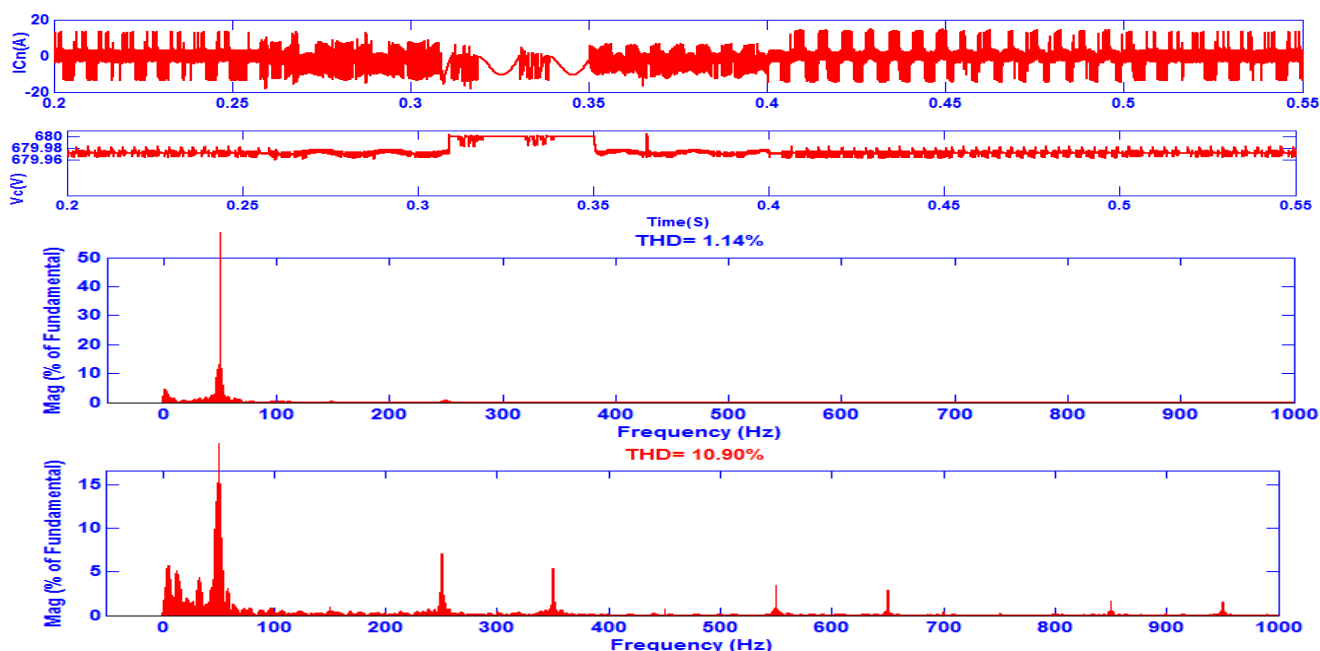 20
0
-20
ICn(A)
0.2 0.25 0.3 0.35 0.4 0.45 0.5 0.55
680
679.98
679.96
Vc(V)
0.2 0.25 0.3 0.35 0.4 0.45 0.5 0.55
Time(S)
THD= 1.14%
50
40
30
20
10
0
Mag (% of Fundamental)
0 100 200 300 400 500 600 700 800 900 1000
Frequency (Hz)
THD= 10.90%
15
10
5
0
Mag (% of Fundamental)
0 100 200 300 400 500 600 700 800 900 1000
Frequency (Hz)